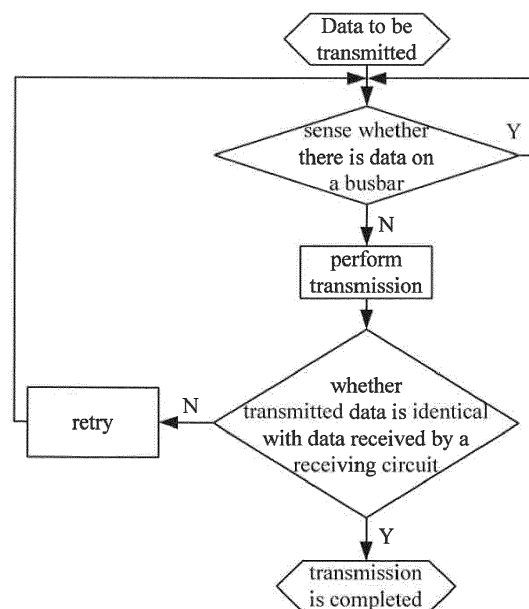 Data to be
transmitted
sense whether
there is data on
a busbar
Y
N
perform
transmission
whether
transmitted data is identical
with data received by a
receiving circuit
N
retry
Y
transmission
is completed